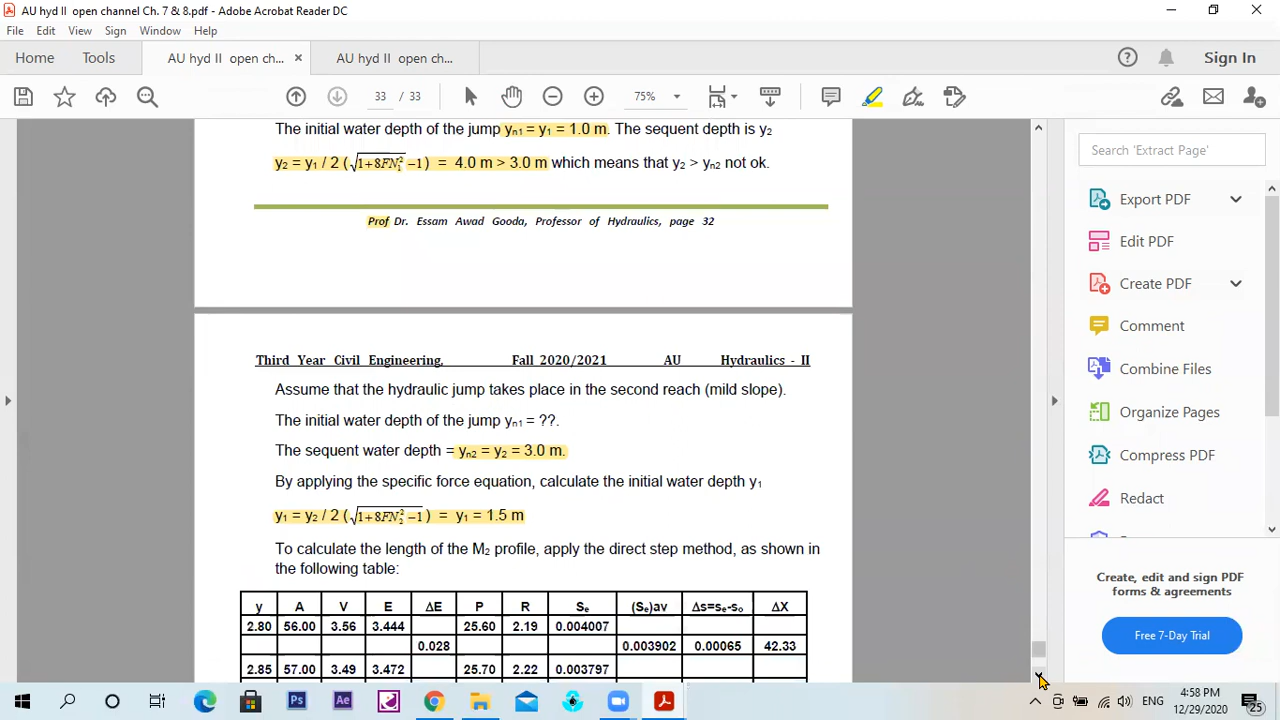 AU hyd II open channel Ch. 7 & 8.pdf - Adobe Acrobat Reader DC
File Edit View Sign Window Help
Home Tools AU hyd II open ch... × AU hyd II open ch... Sign In
33 / 33 75%
The initial water depth of the jump yₙ₁ = y₁ = 1.0 m. The sequent depth is y₂
y₂ = y₁ / 2 (√1+8FN₁² −1) = 4.0 m > 3.0 m which means that y₂ > yₙ₂ not ok.
Prof Dr. Essam Awad Gooda, Professor of Hydraulics, page 32
Third Year Civil Engineering, Fall 2020/2021 AU Hydraulics - II
Assume that the hydraulic jump takes place in the second reach (mild slope).
The initial water depth of the jump yₙ₁ = ??.
The sequent water depth = yₙ₂ = y₂ = 3.0 m.
By applying the specific force equation, calculate the initial water depth y₁
y₁ = y₂ / 2 (√1+8FN₂² −1) = y₁ = 1.5 m
To calculate the length of the M₂ profile, apply the direct step method, as shown in
the following table:
y A V E ΔE P R Sₑ (Sₑ)av Δs=sₑ-sₒ ΔX
2.80 56.00 3.56 3.444 25.60 2.19 0.004007
0.028 0.003902 0.00065 42.33
2.85 57.00 3.49 3.472 25.70 2.22 0.003797
Search 'Extract Page'
Export PDF
Edit PDF
Create PDF
Comment
Combine Files
Organize Pages
Compress PDF
Redact
Create, edit and sign PDF
forms & agreements
Free 7-Day Trial
Ps Ae
ENG
4:58 PM
12/29/2020
25